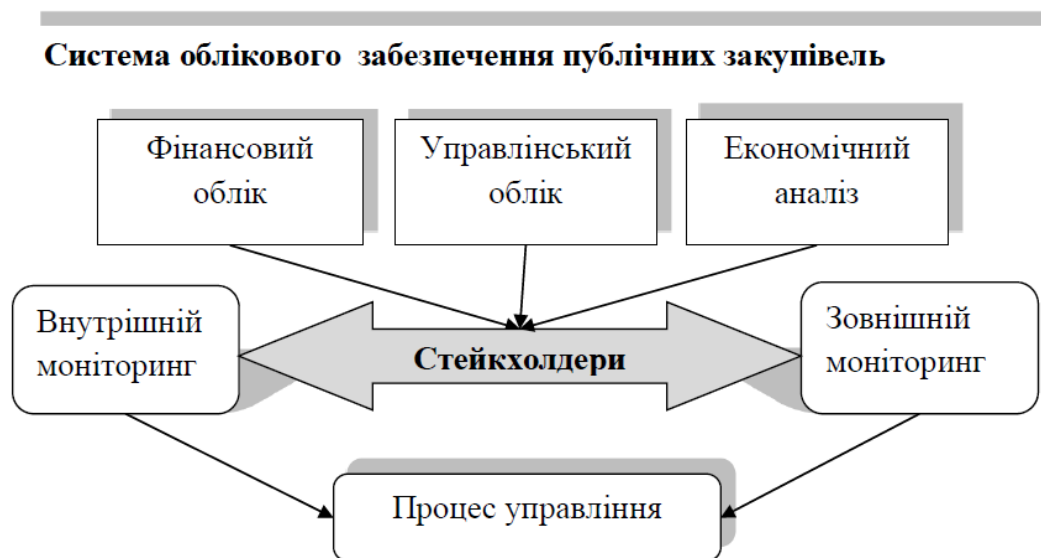 Система облікового забезпечення публічних закупівель
Фінансовий
облік
Управлінський
облік
Економічний
аналіз
Внутрішній
моніторинг
Стейкхолдери
Зовнішній
моніторинг
Процес управління